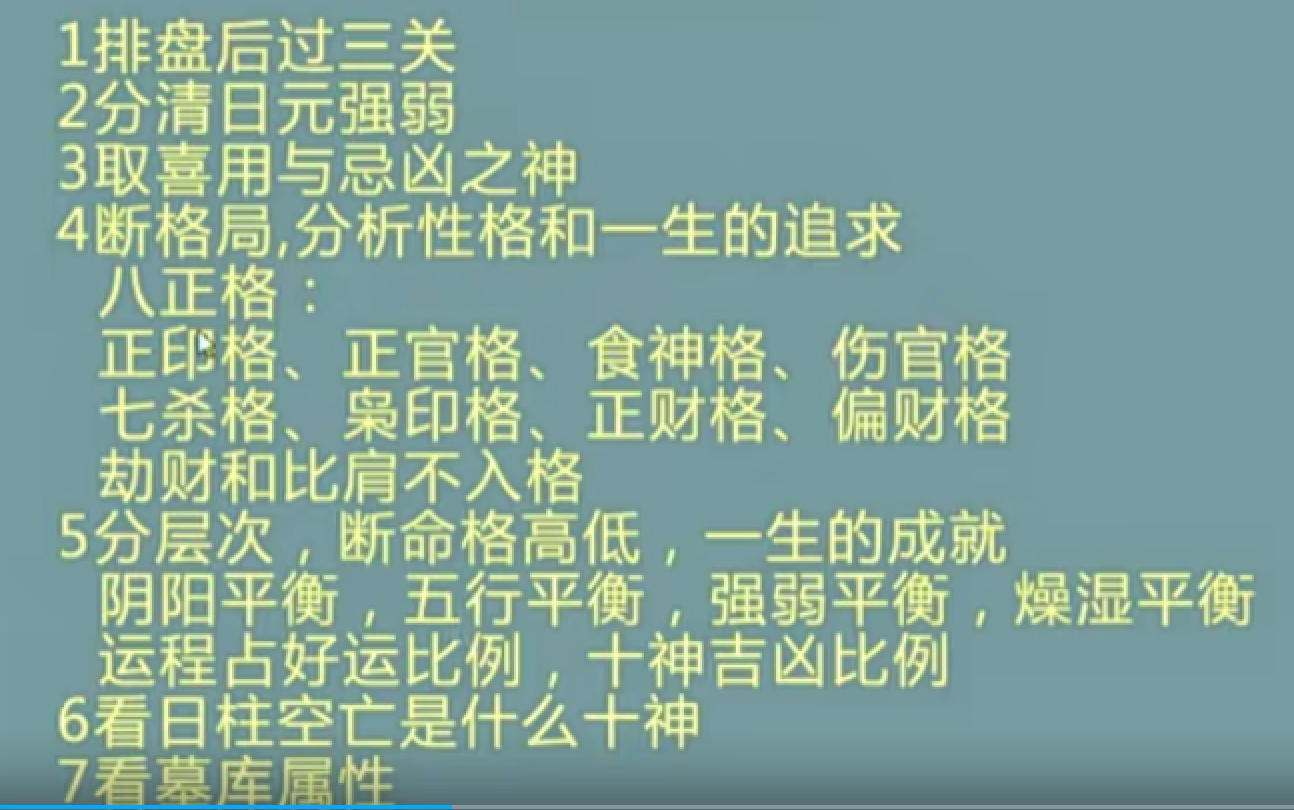 1排盘后过三关
2分清日元强弱
3取喜用与忌凶之神
4断格局,分析性格和一生的追求
八正格：
正印格、正官格、食神格、伤官格
七杀格、枭印格、正财格、偏财格
劫财和比肩不入格
5分层次，断命格高低，一生的成就
阴阳平衡，五行平衡，强弱平衡，燥湿平衡
运程占好运比例，十神吉凶比例
6看日柱空亡是什么十神
7看墓库属性